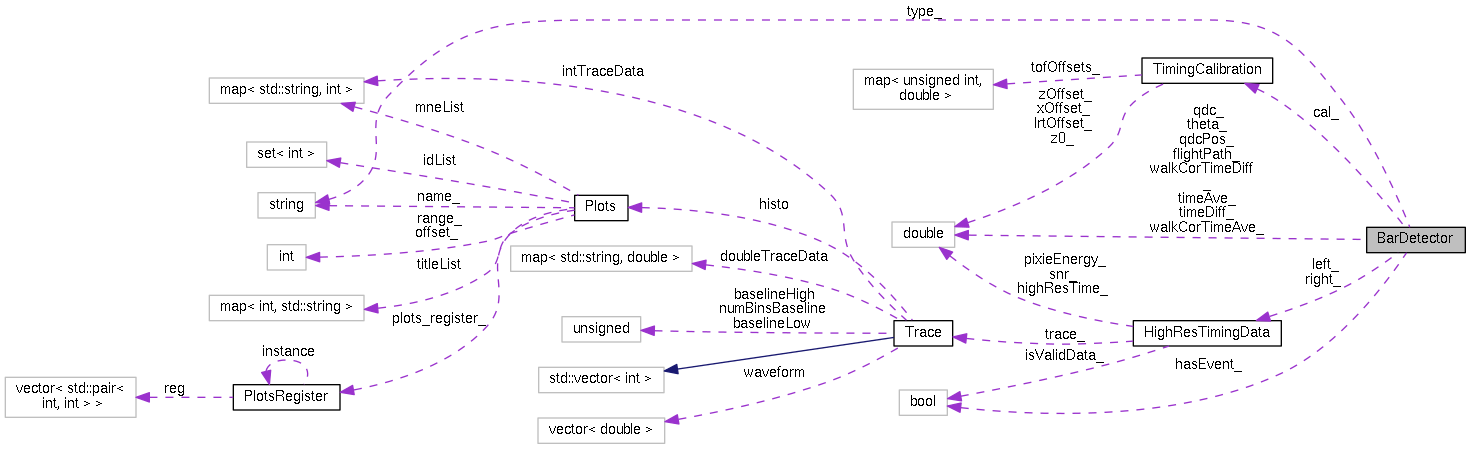 type_
intTraceData
map< std::string, int >
mneList
set< int >
idList
string
name_
Plots
int
range_
offset_
titleList
map< int, std::string >
plots_register_
instance
vector< std::pair<
int, int > >
reg
PlotsRegister
histo
map< std::string, double >
doubleTraceData
unsigned
baselineHigh
numBinsBaseline
baselineLow
Trace
std::vector< int >
waveform
vector< double >
map< unsigned int,
double >
tofOffsets_
TimingCalibration
zOffset_
xOffset_
lrtOffset_
z0_
cal_
qdc_
theta_
qdcPos_
flightPath_
walkCorTimeDiff
_
timeAve_
timeDiff_
walkCorTimeAve_
double
BarDetector
pixieEnergy_
snr_
highResTime_
left_
right_
trace_
HighResTimingData
isValidData_
hasEvent_
bool